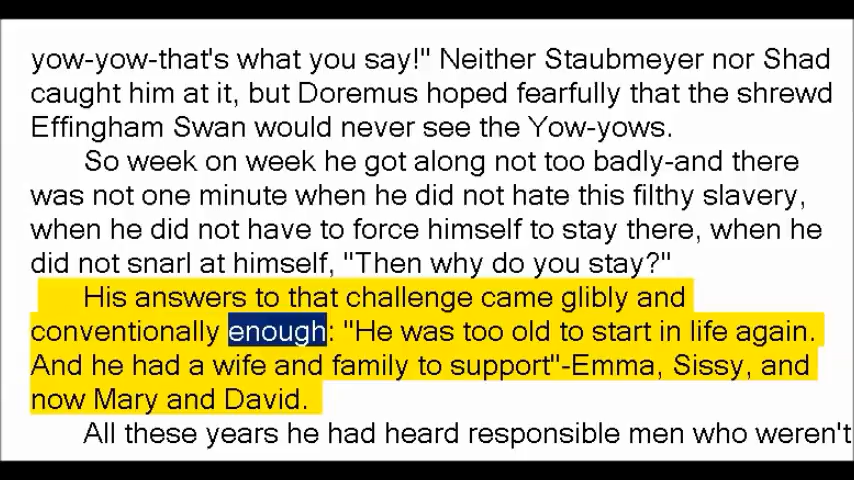 yow-yow-that's what you say!" Neither Staubmeyer nor Shad
caught him at it, but Doremus hoped fearfully that the shrewd
Effingham Swan would never see the Yow-yows.
So week on week he got along not too badly-and there
was not one minute when he did not hate this filthy slavery,
when he did not have to force himself to stay there, when he
did not snarl at himself, "Then why do you stay?"
His answers to that challenge came glibly and
conventionally enough: "He was too old to start in life again.
And he had a wife and family to support"-Emma, Sissy, and
now Mary and David.
All these years he had heard responsible men who weren't